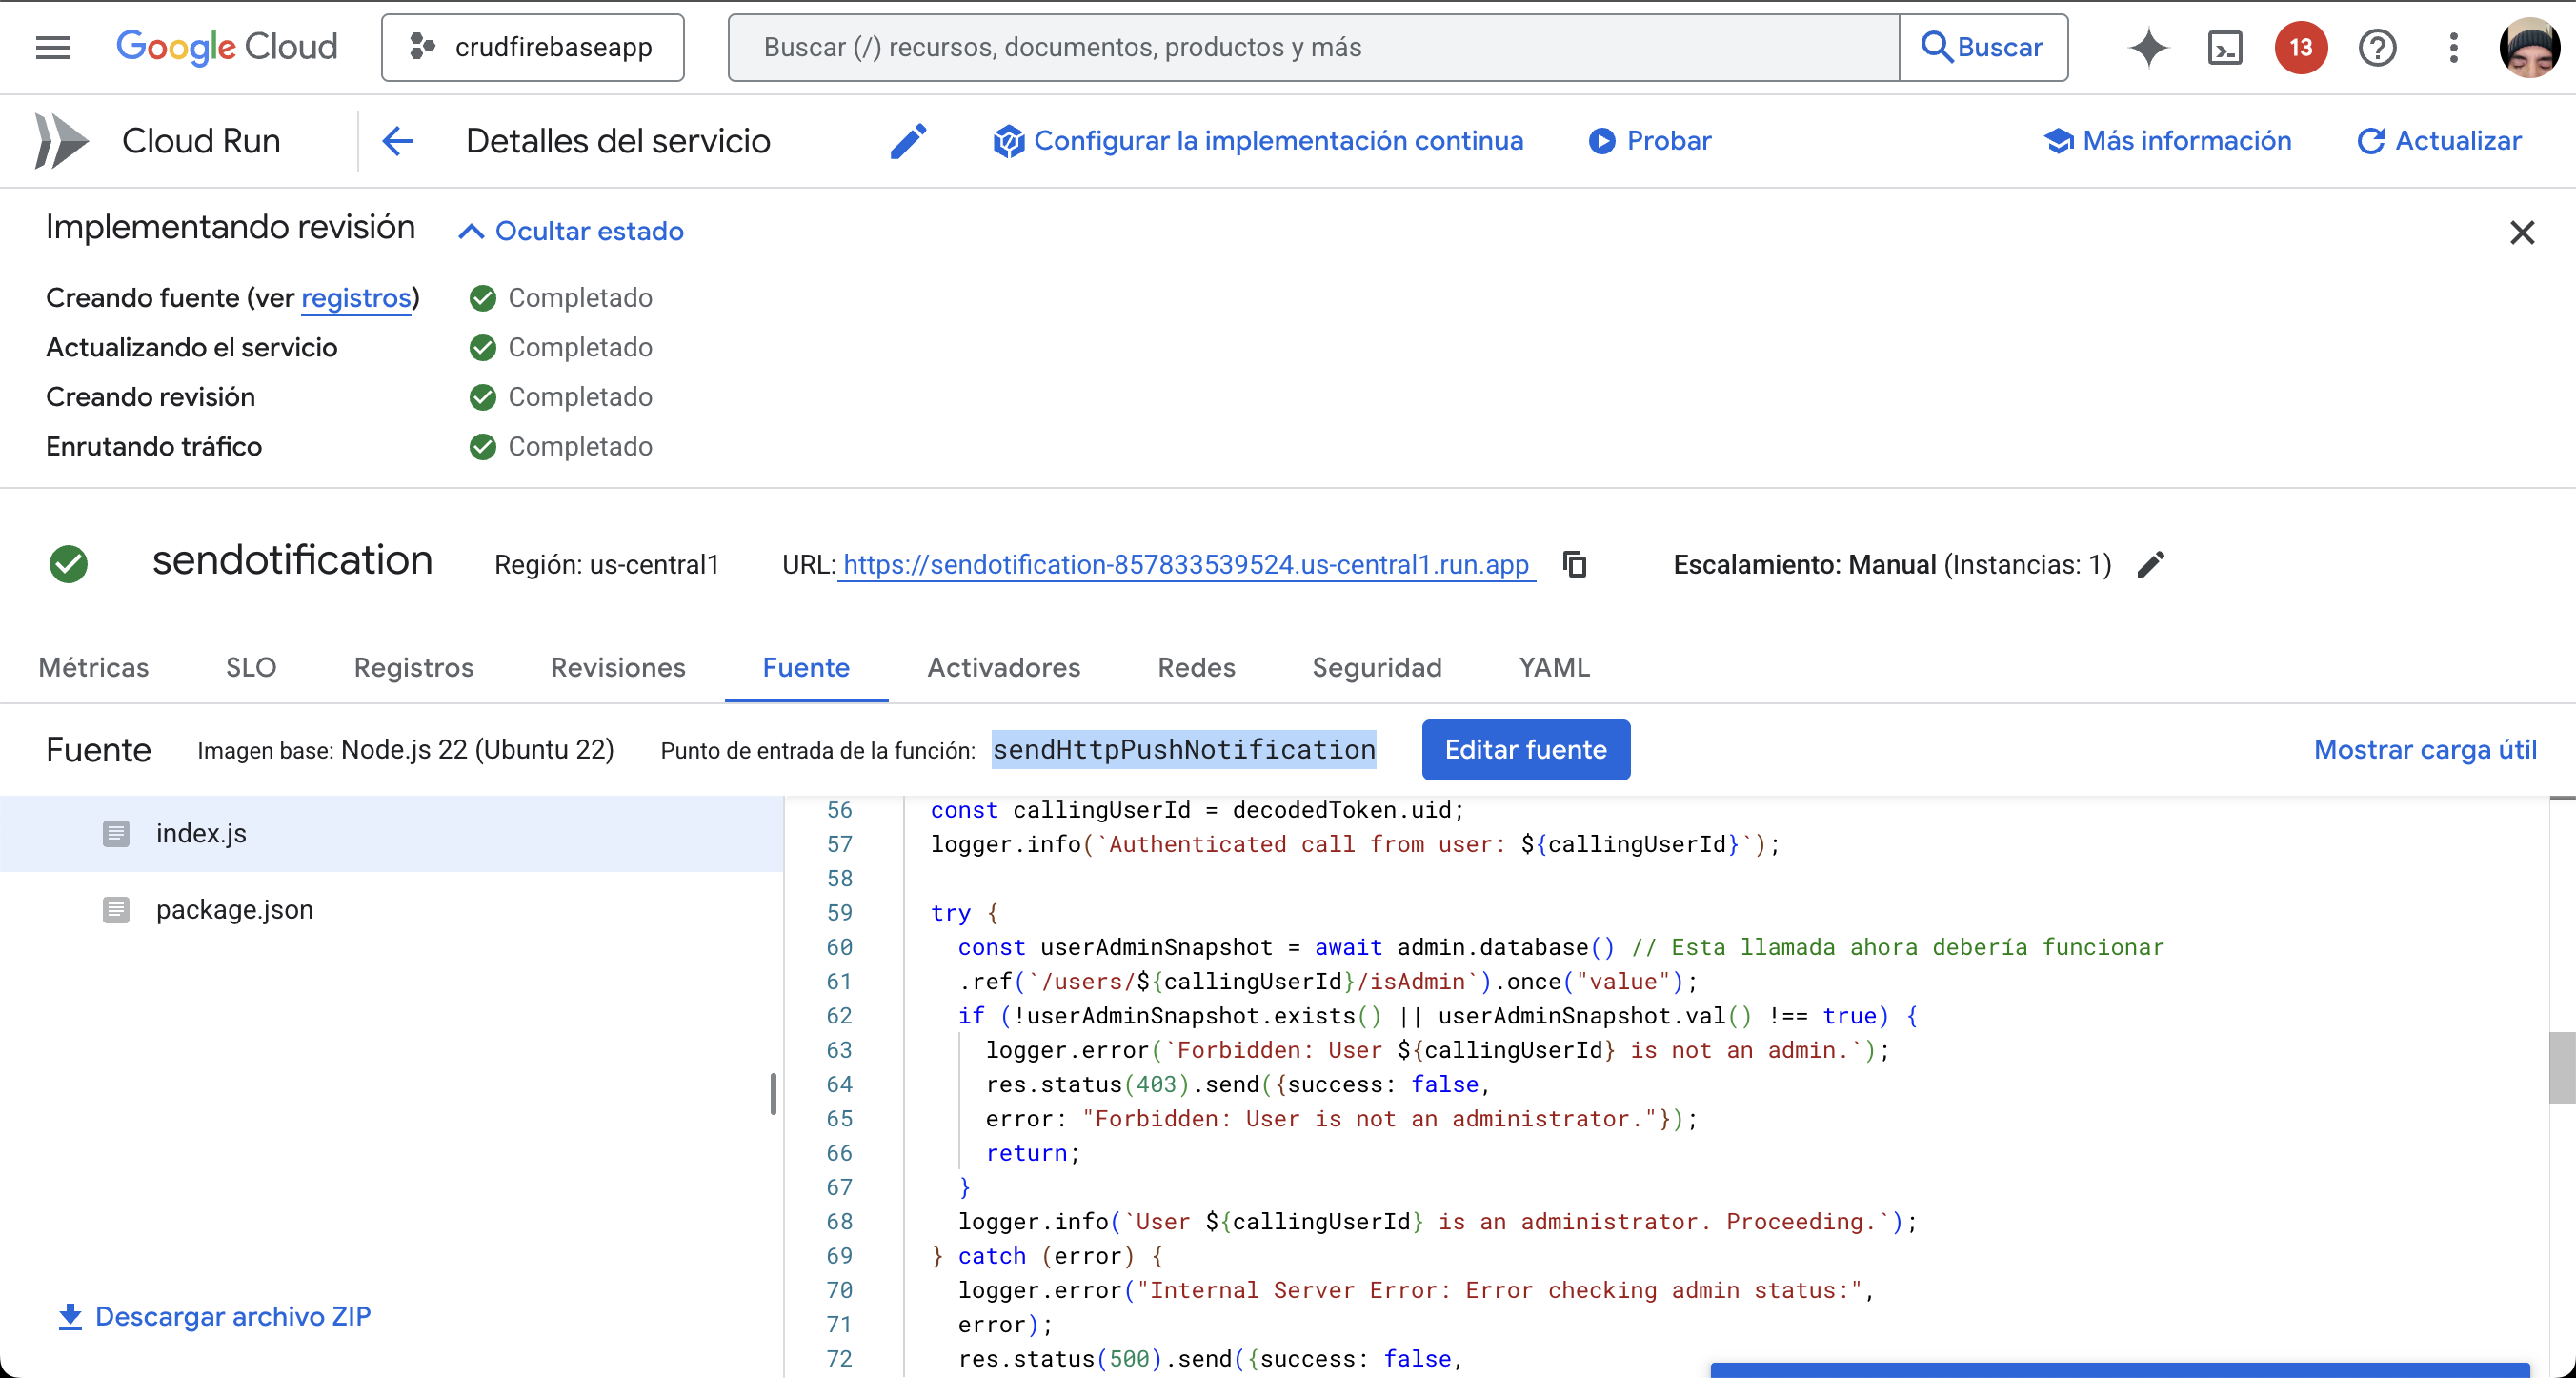 Google Cloud
crudfirebaseapp
Buscar (/) recursos, documentos, productos y más
Buscar
13
Cloud Run
Detalles del servicio
Configurar la implementación continua
Probar
Más información
Actualizar
Implementando revisión
Ocultar estado
Creando fuente (ver registros) Completado
Actualizando el servicio Completado
Creando revisión Completado
Enrutando tráfico Completado
sendotification
Región: us-central1
URL: https://sendotification-857833539524.us-central1.run.app
Escalamiento: Manual (Instancias: 1)
Métricas SLO Registros Revisiones Fuente Activadores Redes Seguridad YAML
Fuente
Imagen base: Node.js 22 (Ubuntu 22)
Punto de entrada de la función: sendHttpPushNotification
Editar fuente
Mostrar carga útil
index.js
package.json
Descargar archivo ZIP
56 const callingUserId = decodedToken.uid;
57 logger.info(`Authenticated call from user: ${callingUserId}`);
58
59 try {
60 const userAdminSnapshot = await admin.database() // Esta llamada ahora debería funcionar
61 .ref(`/users/${callingUserId}/isAdmin`).once("value");
62 if (!userAdminSnapshot.exists() || userAdminSnapshot.val() !== true) {
63 logger.error(`Forbidden: User ${callingUserId} is not an admin.`);
64 res.status(403).send({success: false,
65 error: "Forbidden: User is not an administrator."});
66 return;
67 }
68 logger.info(`User ${callingUserId} is an administrator. Proceeding.`);
69 } catch (error) {
70 logger.error("Internal Server Error: Error checking admin status:",
71 error);
72 res.status(500).send({success: false,